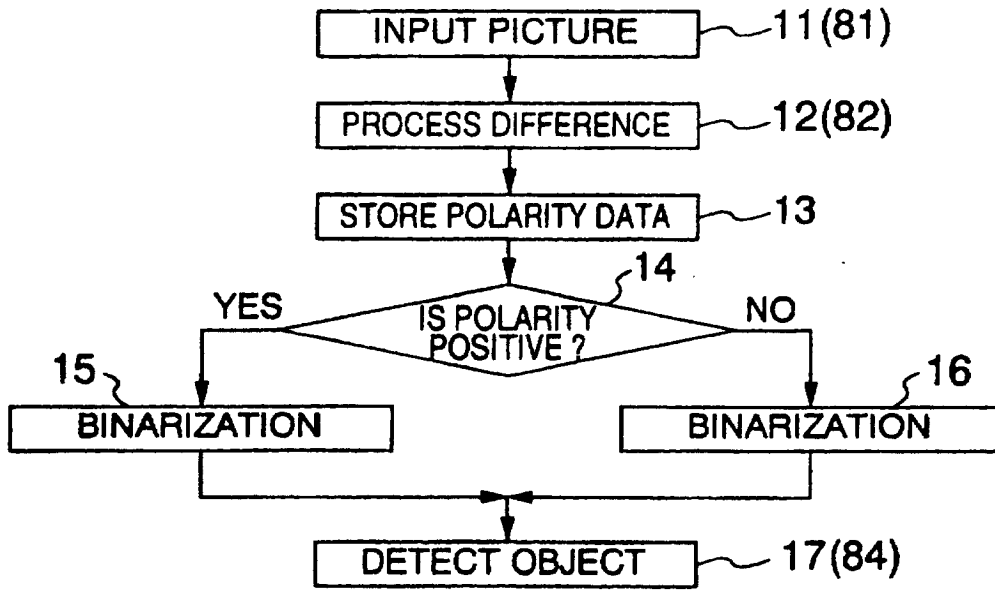 INPUT PICTURE 11(81)
PROCESS DIFFERENCE 12(82)
STORE POLARITY DATA 13
14
YES IS POLARITY NO
POSITIVE ?
15 16
BINARIZATION BINARIZATION
DETECT OBJECT 17(84)